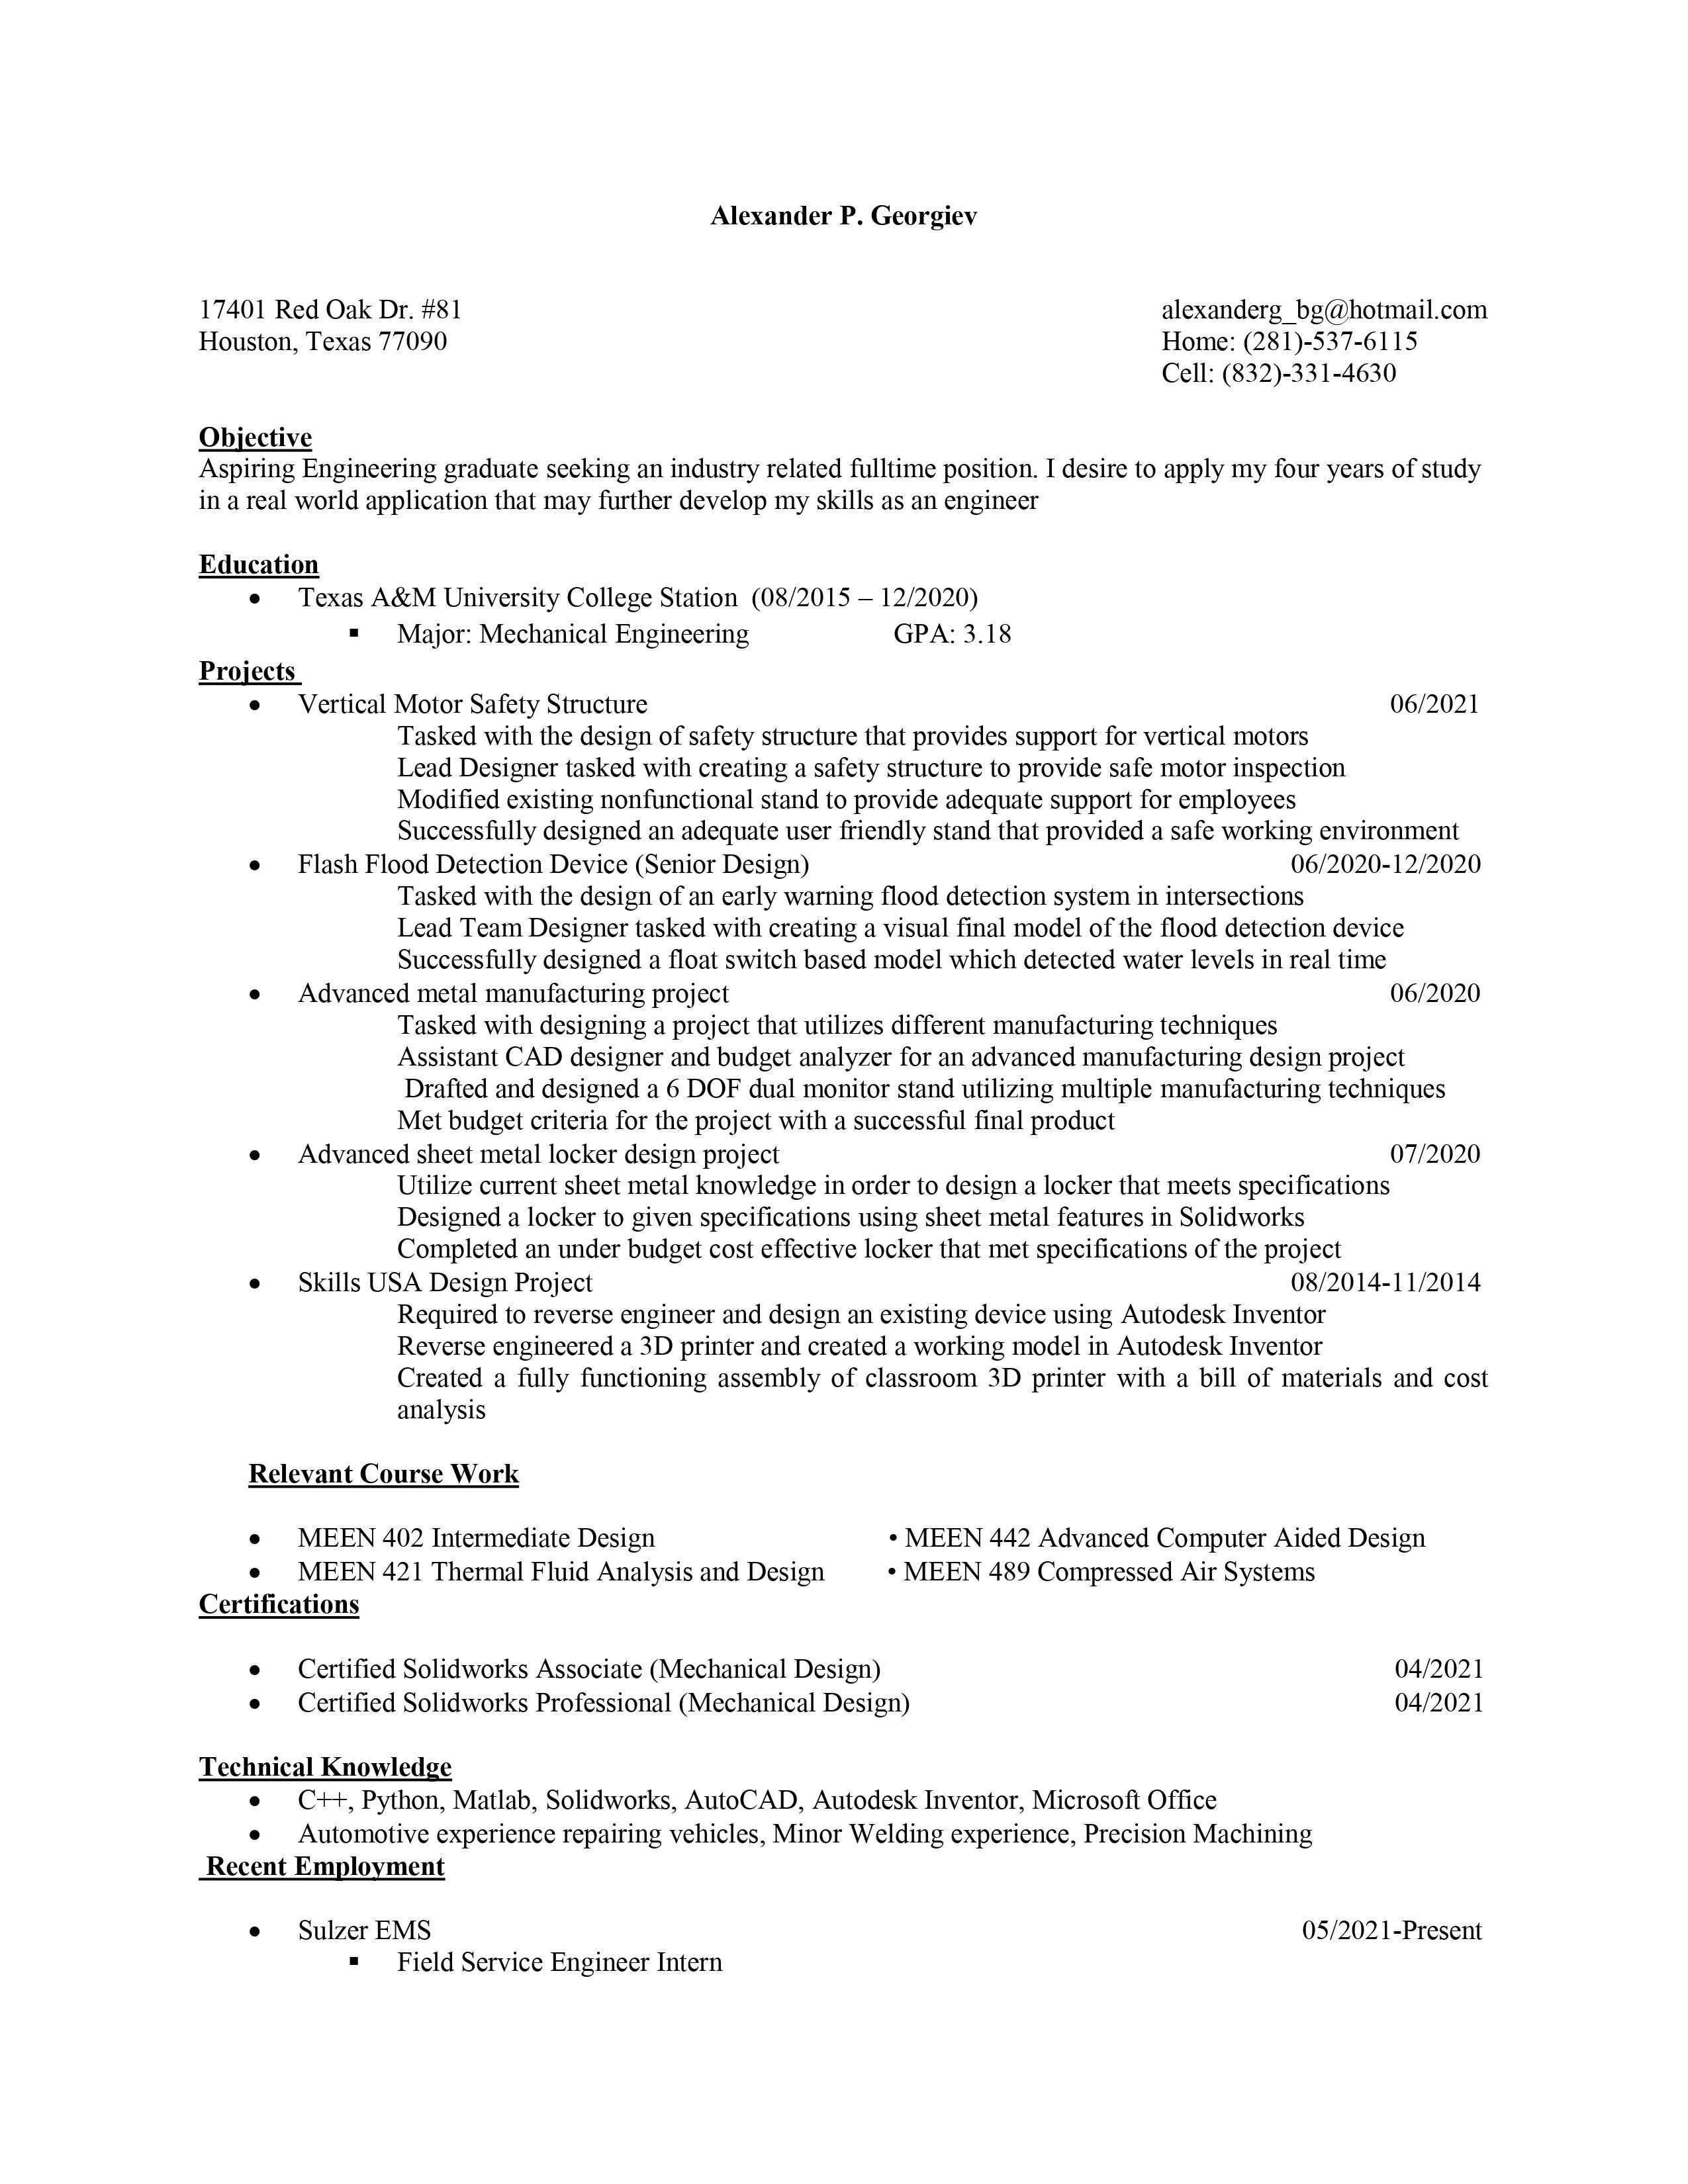 Alexander P. Georgiev
17401 Red Oak Dr. #81 alexanderg_bg@hotmail.com
Houston, Texas 77090 Home: (281)-537-6115
Cell: (832)-331-4630
Objective
Aspiring Engineering graduate seeking an industry related fulltime position. I desire to apply my four years of study
in a real world application that may further develop my skills as an engineer
Education
• Texas A&M University College Station (08/2015 – 12/2020)
▪ Major: Mechanical Engineering GPA: 3.18
Projects
• Vertical Motor Safety Structure 06/2021
Tasked with the design of safety structure that provides support for vertical motors
Lead Designer tasked with creating a safety structure to provide safe motor inspection
Modified existing nonfunctional stand to provide adequate support for employees
Successfully designed an adequate user friendly stand that provided a safe working environment
• Flash Flood Detection Device (Senior Design) 06/2020-12/2020
Tasked with the design of an early warning flood detection system in intersections
Lead Team Designer tasked with creating a visual final model of the flood detection device
Successfully designed a float switch based model which detected water levels in real time
• Advanced metal manufacturing project 06/2020
Tasked with designing a project that utilizes different manufacturing techniques
Assistant CAD designer and budget analyzer for an advanced manufacturing design project
Drafted and designed a 6 DOF dual monitor stand utilizing multiple manufacturing techniques
Met budget criteria for the project with a successful final product
• Advanced sheet metal locker design project 07/2020
Utilize current sheet metal knowledge in order to design a locker that meets specifications
Designed a locker to given specifications using sheet metal features in Solidworks
Completed an under budget cost effective locker that met specifications of the project
• Skills USA Design Project 08/2014-11/2014
Required to reverse engineer and design an existing device using Autodesk Inventor
Reverse engineered a 3D printer and created a working model in Autodesk Inventor
Created a fully functioning assembly of classroom 3D printer with a bill of materials and cost
analysis
Relevant Course Work
• MEEN 402 Intermediate Design • MEEN 442 Advanced Computer Aided Design
• MEEN 421 Thermal Fluid Analysis and Design • MEEN 489 Compressed Air Systems
Certifications
• Certified Solidworks Associate (Mechanical Design) 04/2021
• Certified Solidworks Professional (Mechanical Design) 04/2021
Technical Knowledge
• C++, Python, Matlab, Solidworks, AutoCAD, Autodesk Inventor, Microsoft Office
• Automotive experience repairing vehicles, Minor Welding experience, Precision Machining
Recent Employment
• Sulzer EMS 05/2021-Present
▪ Field Service Engineer Intern